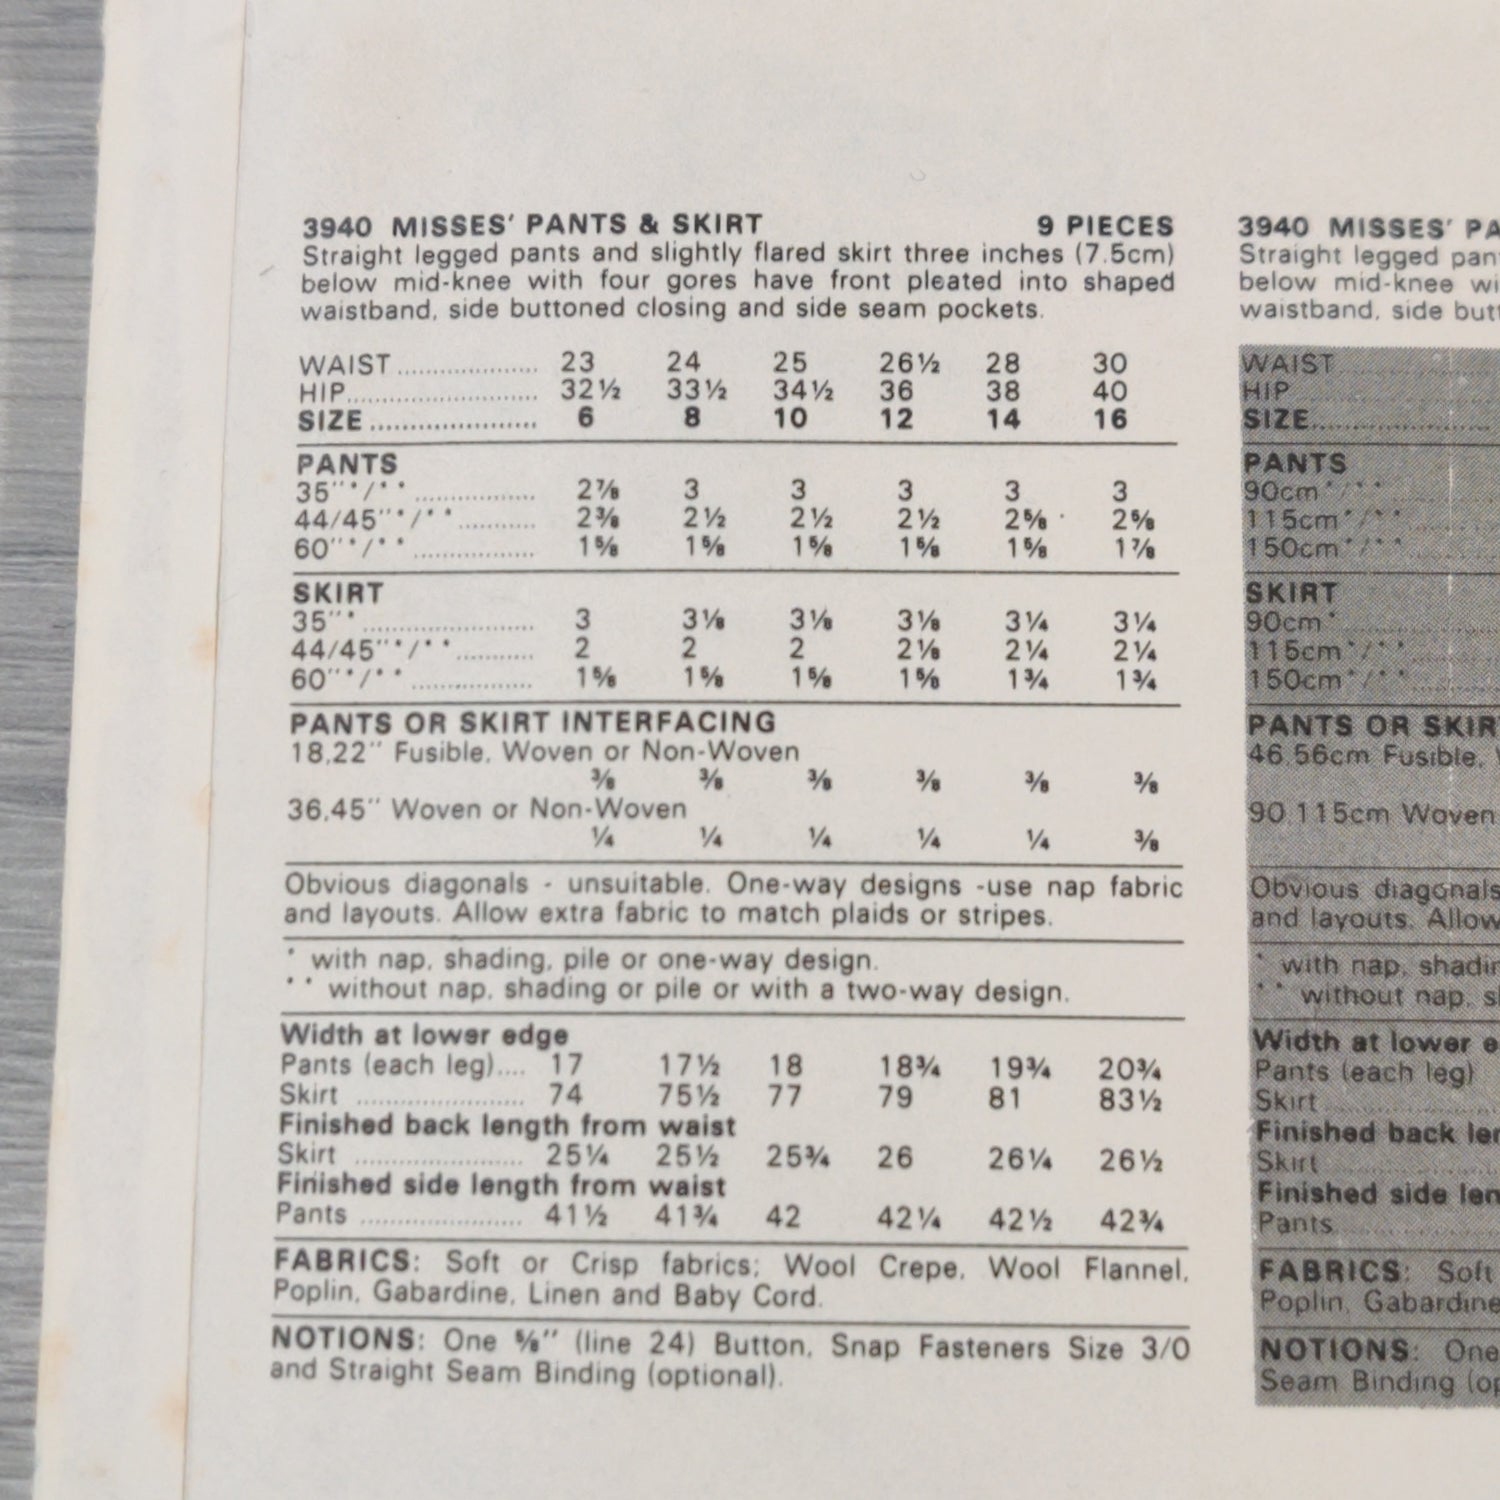 3940 MISSES' PANTS & SKIRT 9 PIECES
Straight legged pants and slightly flared skirt three inches (7.5cm)
below mid-knee with four gores have front pleated into shaped
waistband, side buttoned closing and side seam pockets.
WAIST .................... 23 24 25 26½ 28 30
HIP........................... 32½ 33½ 34½ 36 38 40
SIZE ....................... 6 8 10 12 14 16
PANTS
35"*/** ................. 2⅞ 3 3 3 3 3
44/45"*/** ........... 2⅜ 2½ 2½ 2½ 2⅝ 2⅝
60"*/** ................. 1⅝ 1⅝ 1⅝ 1⅝ 1⅝ 1⅞
SKIRT
35"* ........................ 3 3⅛ 3⅛ 3⅛ 3¼ 3¼
44/45"*/** ........... 2 2 2 2⅛ 2¼ 2¼
60"*/** ................. 1⅝ 1⅝ 1⅝ 1⅝ 1¾ 1¾
PANTS OR SKIRT INTERFACING
18,22" Fusible, Woven or Non-Woven
⅜ ⅜ ⅜ ⅜ ⅜ ⅜
36,45" Woven or Non-Woven
¼ ¼ ¼ ¼ ¼ ⅜
Obvious diagonals - unsuitable. One-way designs -use nap fabric
and layouts. Allow extra fabric to match plaids or stripes.
* with nap, shading, pile or one-way design.
** without nap, shading or pile or with a two-way design.
Width at lower edge
Pants (each leg).... 17 17½ 18 18¾ 19¾ 20¾
Skirt ........................ 74 75½ 77 79 81 83½
Finished back length from waist
Skirt ........................ 25¼ 25½ 25¾ 26 26¼ 26½
Finished side length from waist
Pants ....................... 41½ 41¾ 42 42¼ 42½ 42¾
FABRICS: Soft or Crisp fabrics; Wool Crepe, Wool Flannel,
Poplin, Gabardine, Linen and Baby Cord.
NOTIONS: One ⅝" (line 24) Button, Snap Fasteners Size 3/0
and Straight Seam Binding (optional).
3940 MISSES' PA
Straight legged pan
below mid-knee wi
waistband, side but
WAIST
HIP
SIZE
PANTS
90cm*/**
115cm*/**
150cm*/**
SKIRT
90cm*
115cm*/**
150cm*/**
PANTS OR SKIR
46,56cm Fusible,
90,115cm Woven
Obvious diagonals
and layouts. Allow
* with nap, shadin
** without nap, s
Width at lower e
Pants (each leg)
Skirt
Finished back len
Skirt
Finished side len
Pants
FABRICS: Soft
Poplin, Gabardine
NOTIONS: One
Seam Binding (op